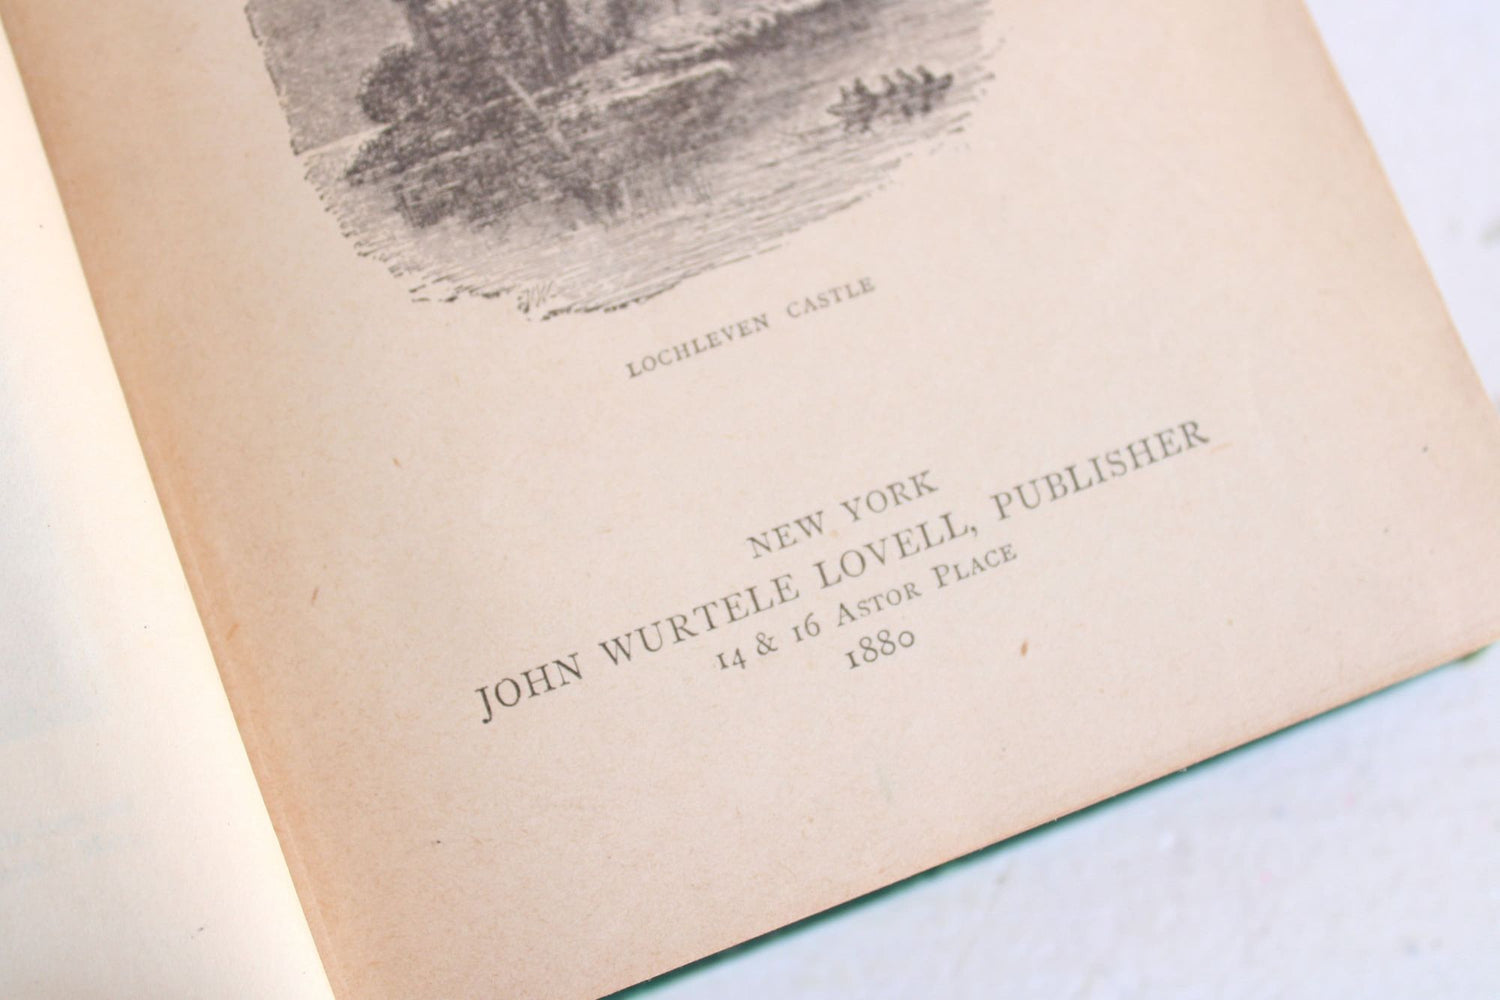 LOCHLEVEN CASTLE
NEW YORK
JOHN WURTELE LOVELL, PUBLISHER
14 & 16 ASTOR PLACE
1880